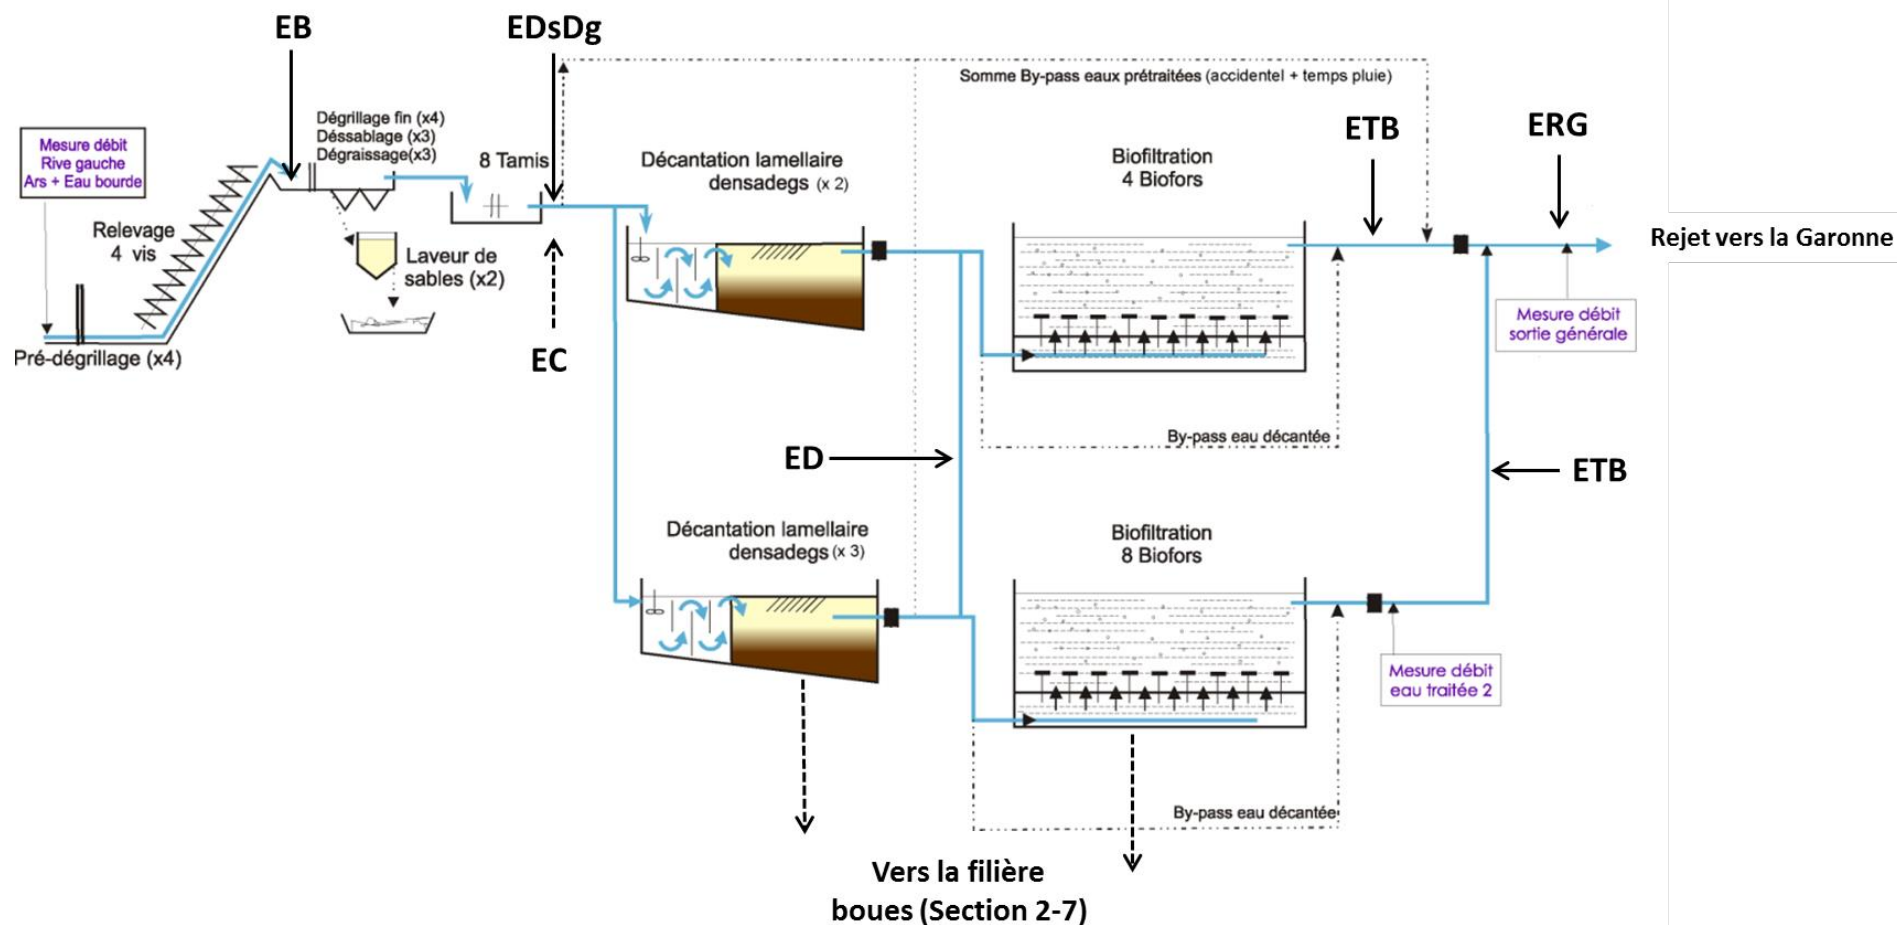 EB
EDsDg
Somme By-pass eaux prétraitées (accidentel + temps pluie)
Mesure débit
Rive gauche
Ars + Eau bourde
Dégrillage fin (x4)
Déssablage (x3)
Dégraissage(x3)
8 Tamis
Décantation lamellaire
densadegs (x 2)
Biofiltration
4 Biofors
ETB
ERG
Relevage
4 vis
Laveur de
sables (x2)
Rejet vers la Garonne
Mesure débit
sortie générale
Pré-dégrillage (x4)
EC
By-pass eau décantée
ED
ETB
Décantation lamellaire
densadegs (x 3)
Biofiltration
8 Biofors
Mesure débit
eau traitée 2
By-pass eau décantée
Vers la filière
boues (Section 2-7)